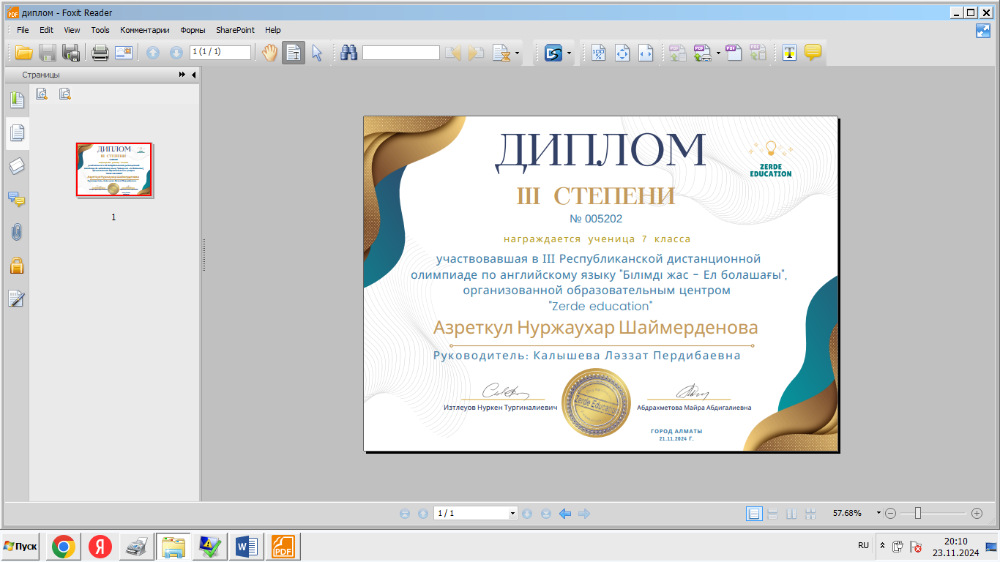 диплом - Foxit Reader
File Edit View Tools Комментарии Формы SharePoint Help
1 (1 / 1)
Страницы
1
ДИПЛОМ
ZERDE
EDUCATION
III СТЕПЕНИ
№ 005202
награждается ученица 7 класса
участвовавшая в III Республиканской дистанционной
олимпиаде по английскому языку "Білімді жас - Ел болашағы",
организованной образовательным центром
"Zerde education"
Азреткул Нуржаухар Шаймерденова
Руководитель: Калышева Ләззат Пердибаевна
Изтлеуов Нуркен Тургиналиевич
Zerde Education
Абдрахметова Майра Абдигалиевна
ГОРОД АЛМАТЫ
21.11.2024 Г.
1 / 1
57.68%
Пуск
RU
20:10
23.11.2024